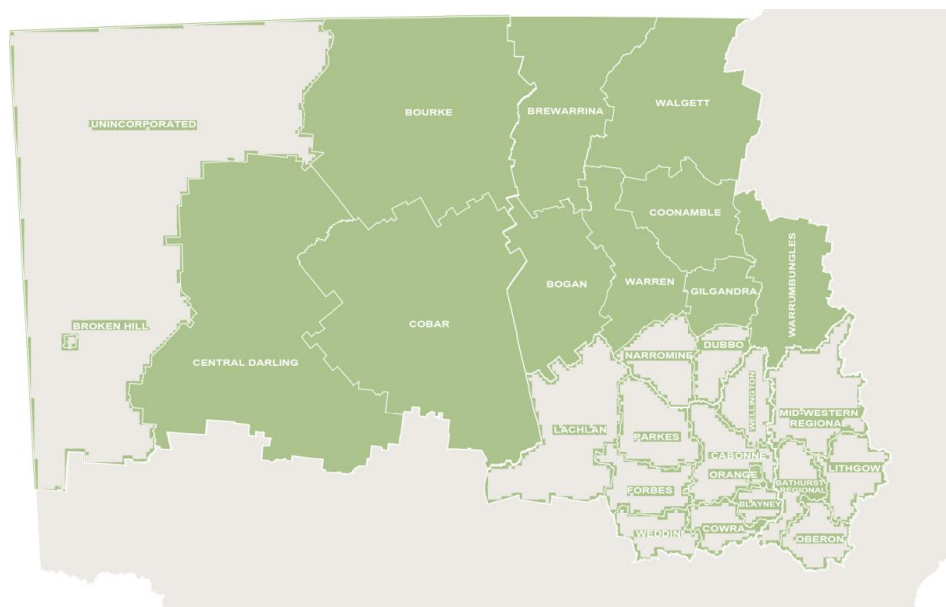 BOURKE
BREWARRINA
WALGETT
UNINCORPORATED
COONAMBLE
WARRUMBUNGLES
BOGAN
WARREN
GILGANDRA
BROKEN HILL
COBAR
CENTRAL DARLING
NARROMINE
DUBBO
WELLINGTON
MID-WESTERN
REGIONAL
LACHLAN
PARKES
CABONNE
LITHGOW
ORANGE
BATHURST
REGIONAL
FORBES
BLAYNEY
WEDDIN
COWRA
OBERON